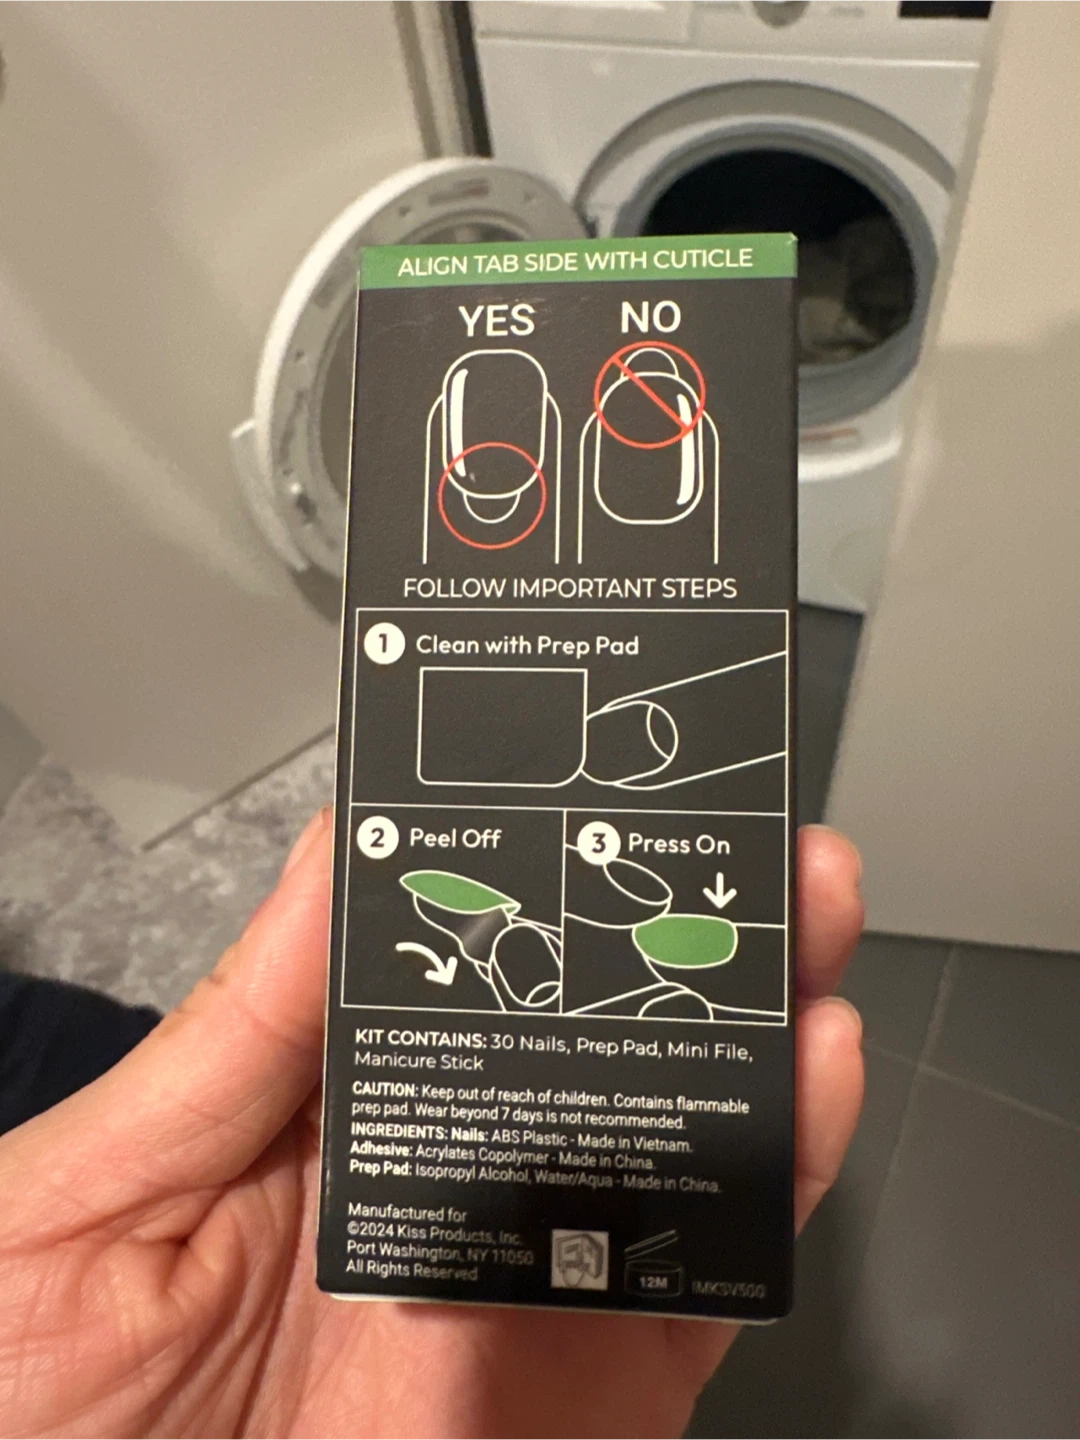 ALIGN TAB SIDE WITH CUTICLE
YES
NO
FOLLOW IMPORTANT STEPS
1 Clean with Prep Pad
2 Peel Off
3 Press On
KIT CONTAINS: 30 Nails, Prep Pad, Mini File,
Manicure Stick
CAUTION: Keep out of reach of children. Contains flammable
prep pad. Wear beyond 7 days is not recommended.
INGREDIENTS: Nails: ABS Plastic - Made in Vietnam.
Adhesive: Acrylates Copolymer - Made in China.
Prep Pad: Isopropyl Alcohol, Water/Aqua - Made in China.
Manufactured for
©2024 Kiss Products, Inc.
Port Washington, NY 11050
All Rights Reserved
12M